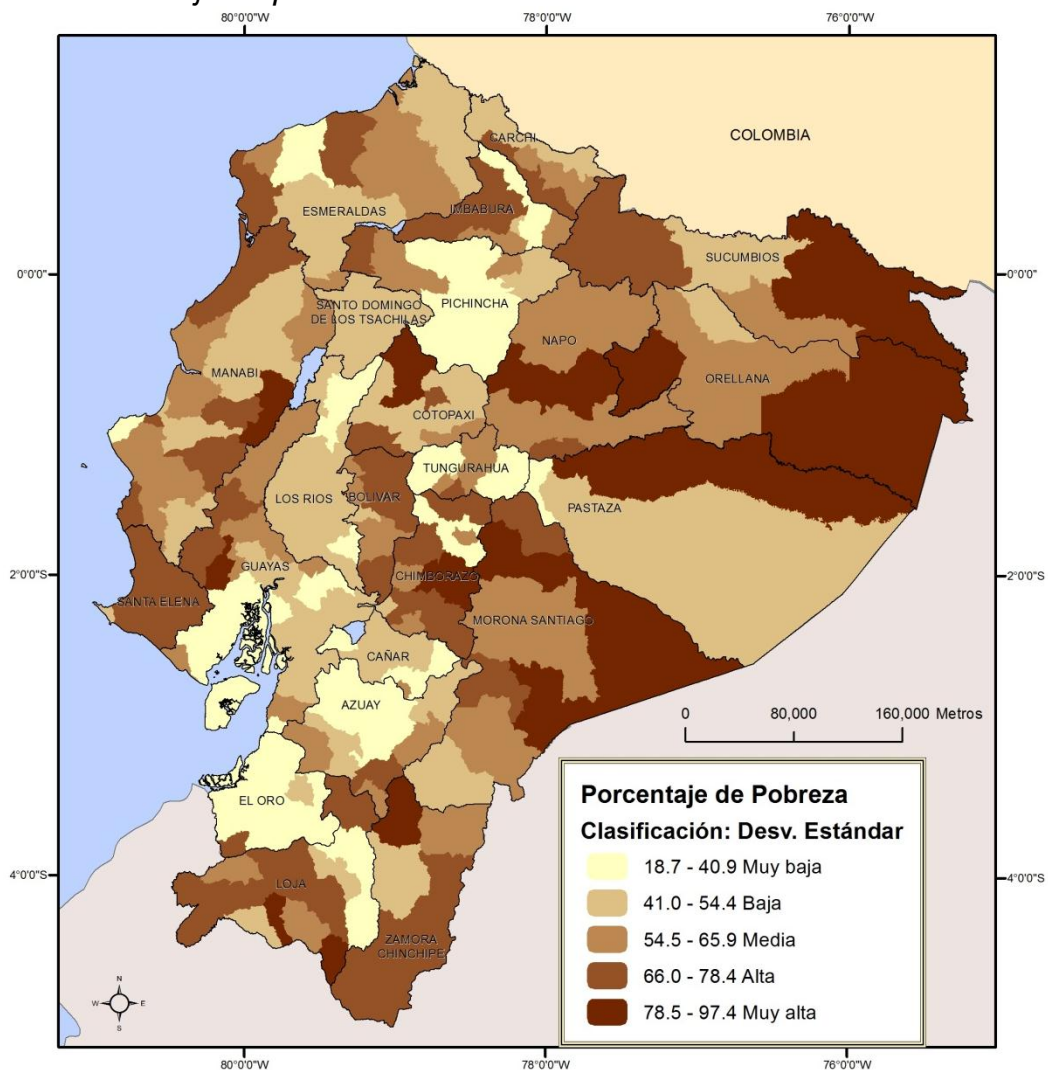 80°0'0"W 78°0'0"W 76°0'0"W
COLOMBIA
CARCHI
ESMERALDAS
IMBABURA
SUCUMBIOS
0°0'0" 0°0'0"
PICHINCHA
SANTO DOMINGO
DE LOS TSACHILAS
NAPO
MANABI
ORELLANA
COTOPAXI
TUNGURAHUA
LOS RIOS
BOLIVAR
PASTAZA
GUAYAS
2°0'0"S 2°0'0"S
CHIMBORAZO
SANTA ELENA
MORONA SANTIAGO
CAÑAR
AZUAY
0 80,000 160,000 Metros
EL ORO
Porcentaje de Pobreza
Clasificación: Desv. Estándar
18.7 - 40.9 Muy baja
41.0 - 54.4 Baja
54.5 - 65.9 Media
66.0 - 78.4 Alta
78.5 - 97.4 Muy alta
4°0'0"S 4°0'0"S
LOJA
ZAMORA
CHINCHIPE
N
W E
S
80°0'0"W 78°0'0"W 76°0'0"W